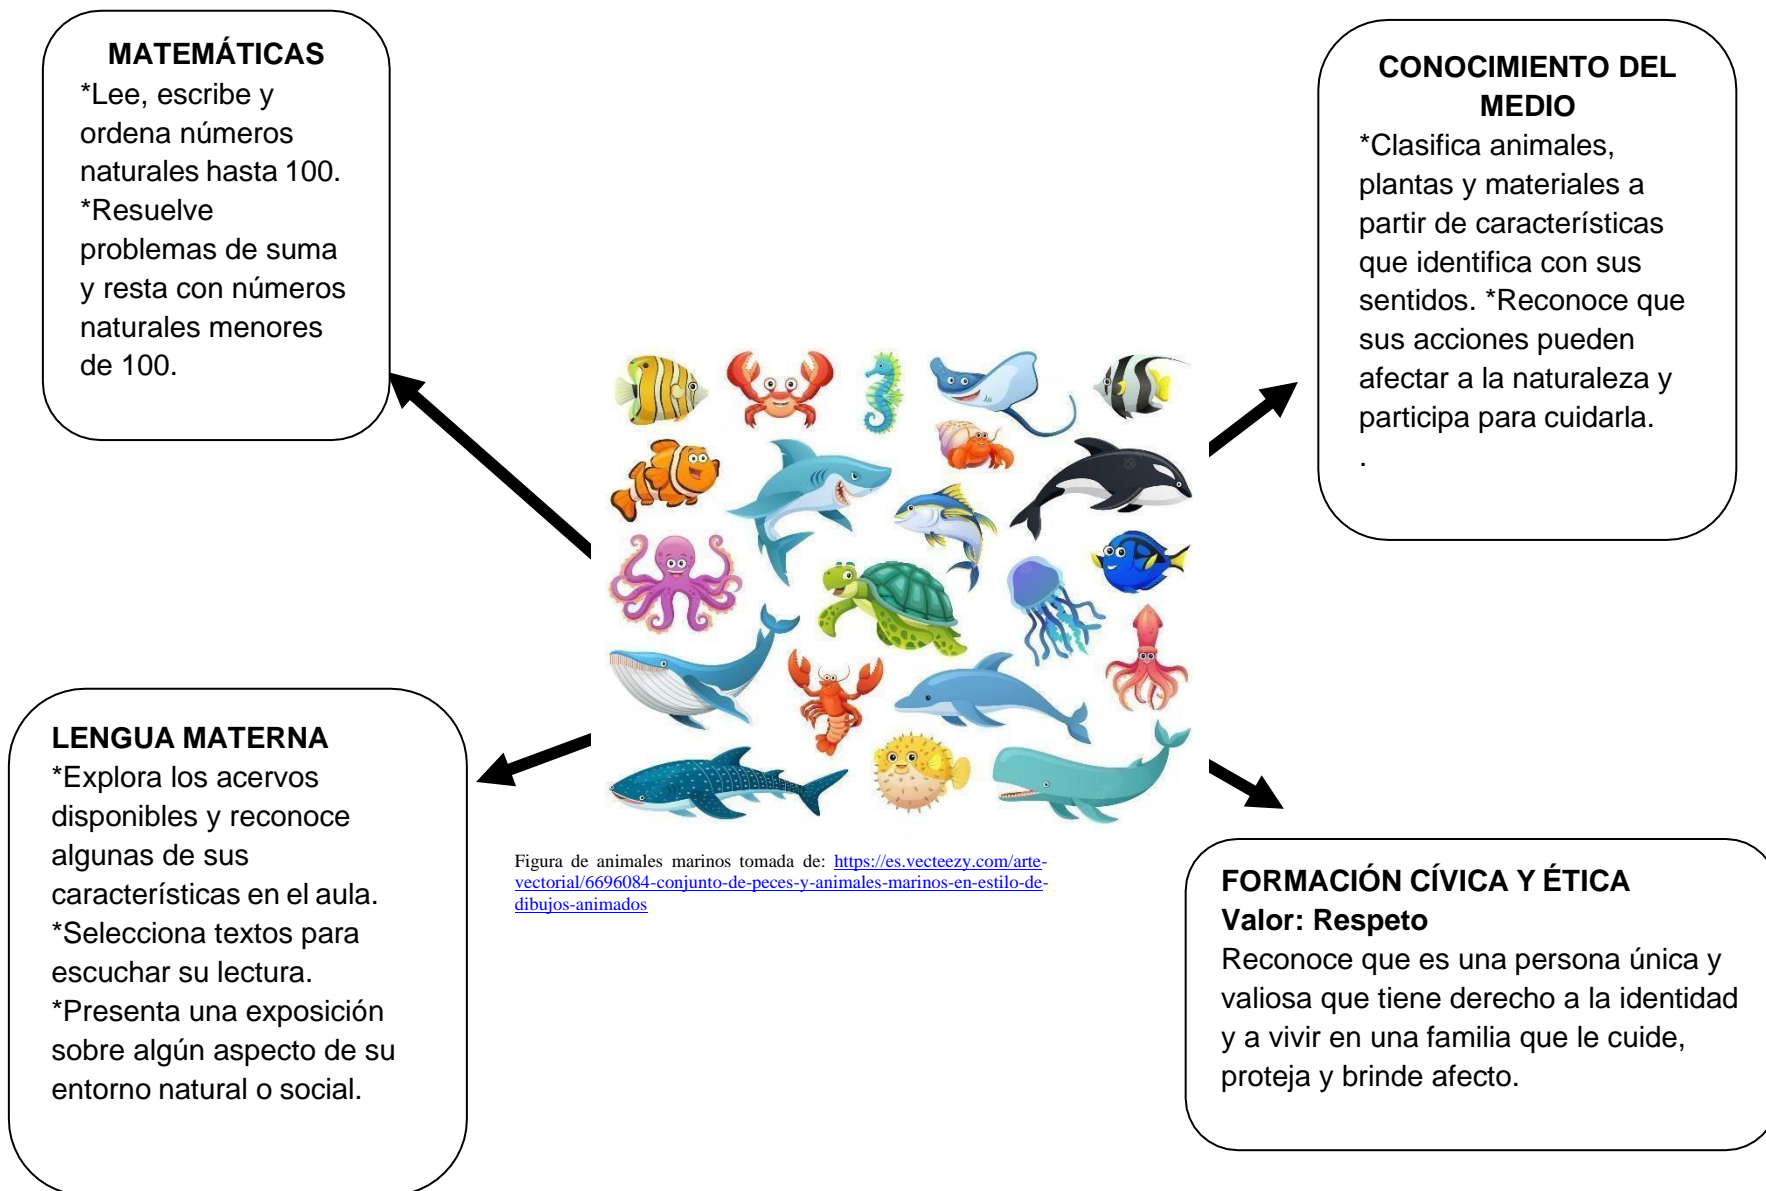 MATEMÁTICAS
*Lee, escribe y
ordena números
naturales hasta 100.
*Resuelve
problemas de suma
y resta con números
naturales menores
de 100.
CONOCIMIENTO DEL
MEDIO
*Clasifica animales,
plantas y materiales a
partir de características
que identifica con sus
sentidos. *Reconoce que
sus acciones pueden
afectar a la naturaleza y
participa para cuidarla.
.
LENGUA MATERNA
*Explora los acervos
disponibles y reconoce
algunas de sus
características en el aula.
*Selecciona textos para
escuchar su lectura.
*Presenta una exposición
sobre algún aspecto de su
entorno natural o social.
Figura de animales marinos tomada de: https://es.vecteezy.com/arte-
vectorial/6696084-conjunto-de-peces-y-animales-marinos-en-estilo-de-
dibujos-animados
FORMACIÓN CÍVICA Y ÉTICA
Valor: Respeto
Reconoce que es una persona única y
valiosa que tiene derecho a la identidad
y a vivir en una familia que le cuide,
proteja y brinde afecto.